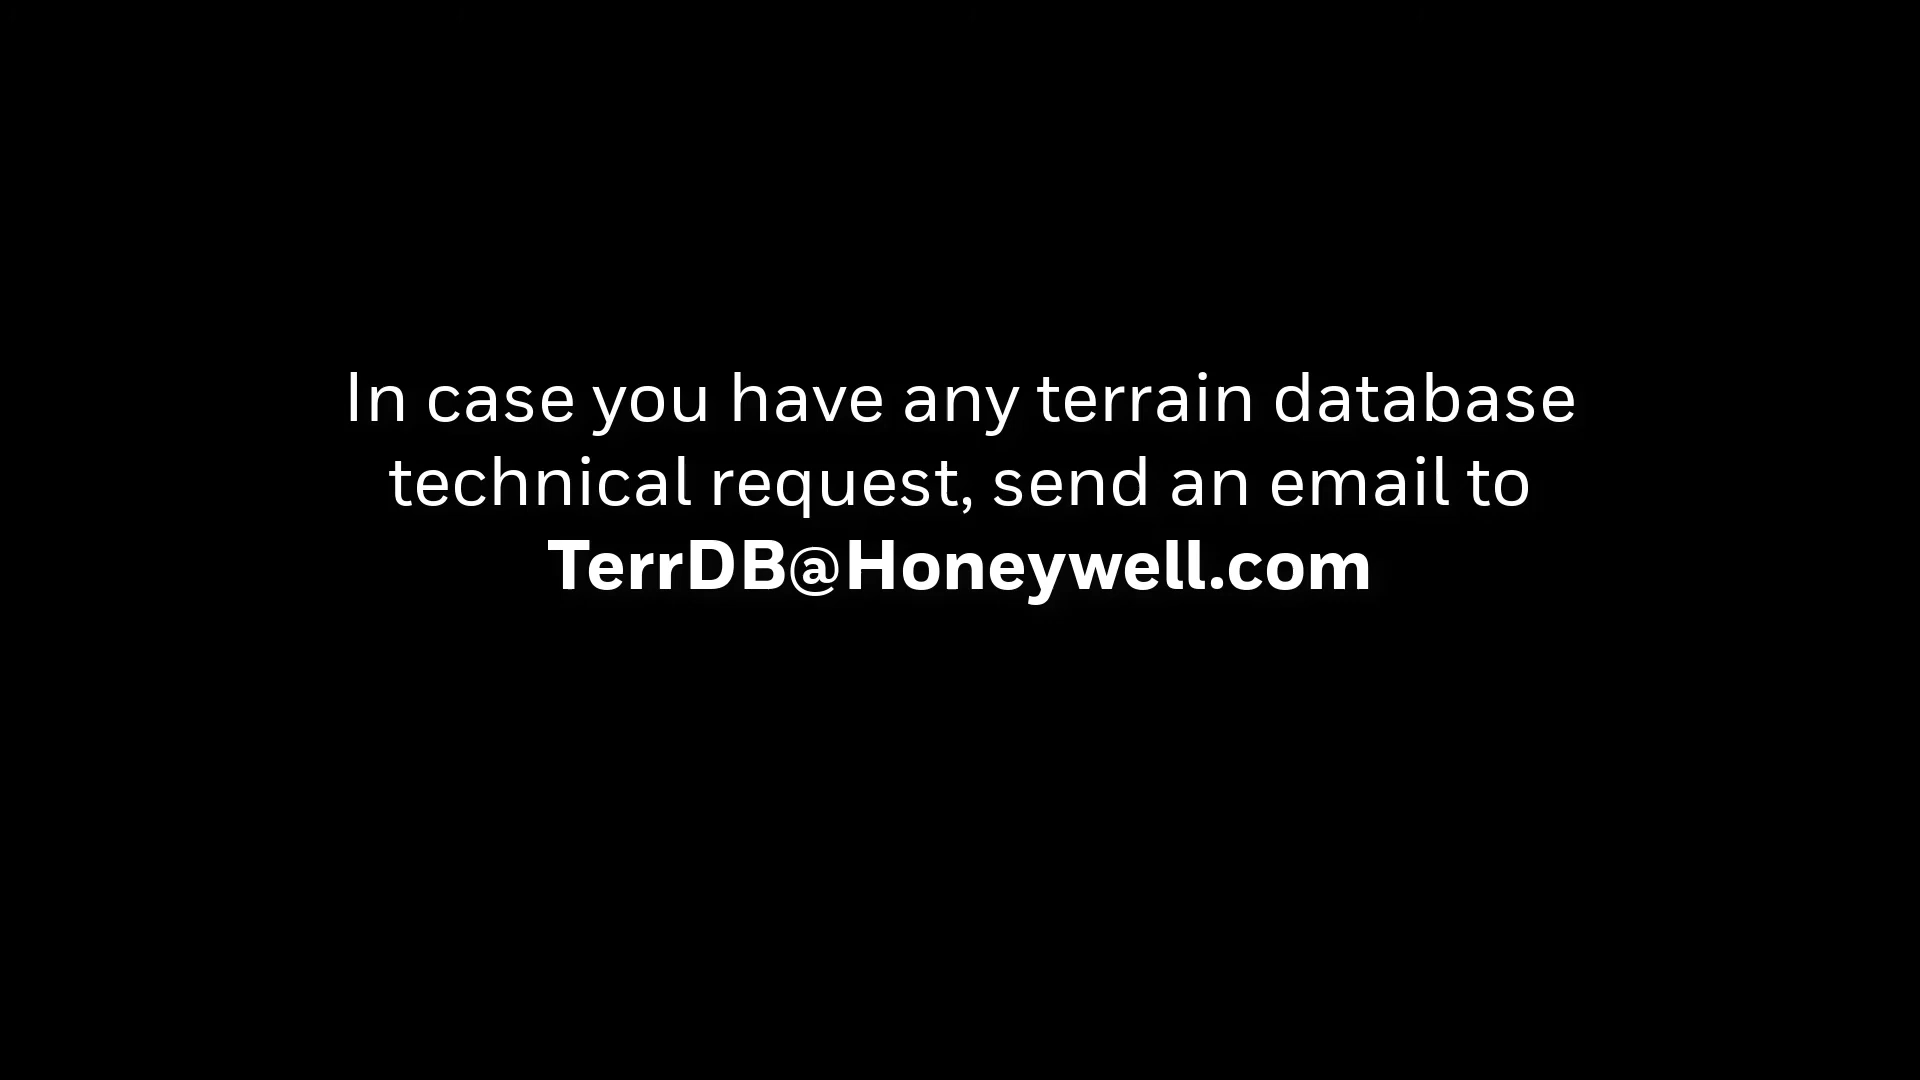 In case you have any terrain database
technical request, send an email to
TerrDB@Honeywell.com